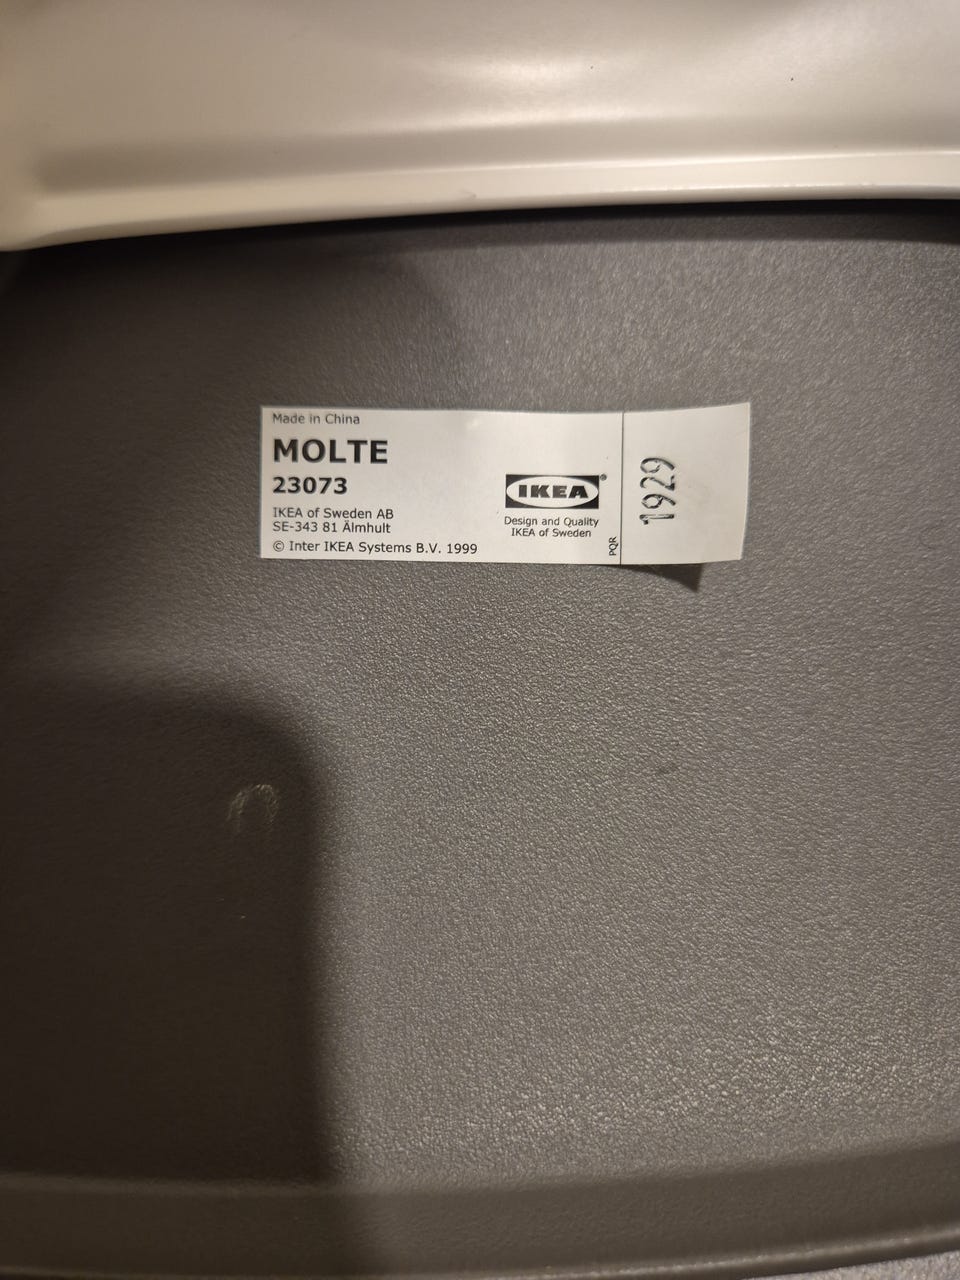 Made in China
MOLTE
23073
IKEA of Sweden AB
SE-343 81 Älmhult
© Inter IKEA Systems B.V. 1999
IKEA®
Design and Quality
IKEA of Sweden
PQR
1929